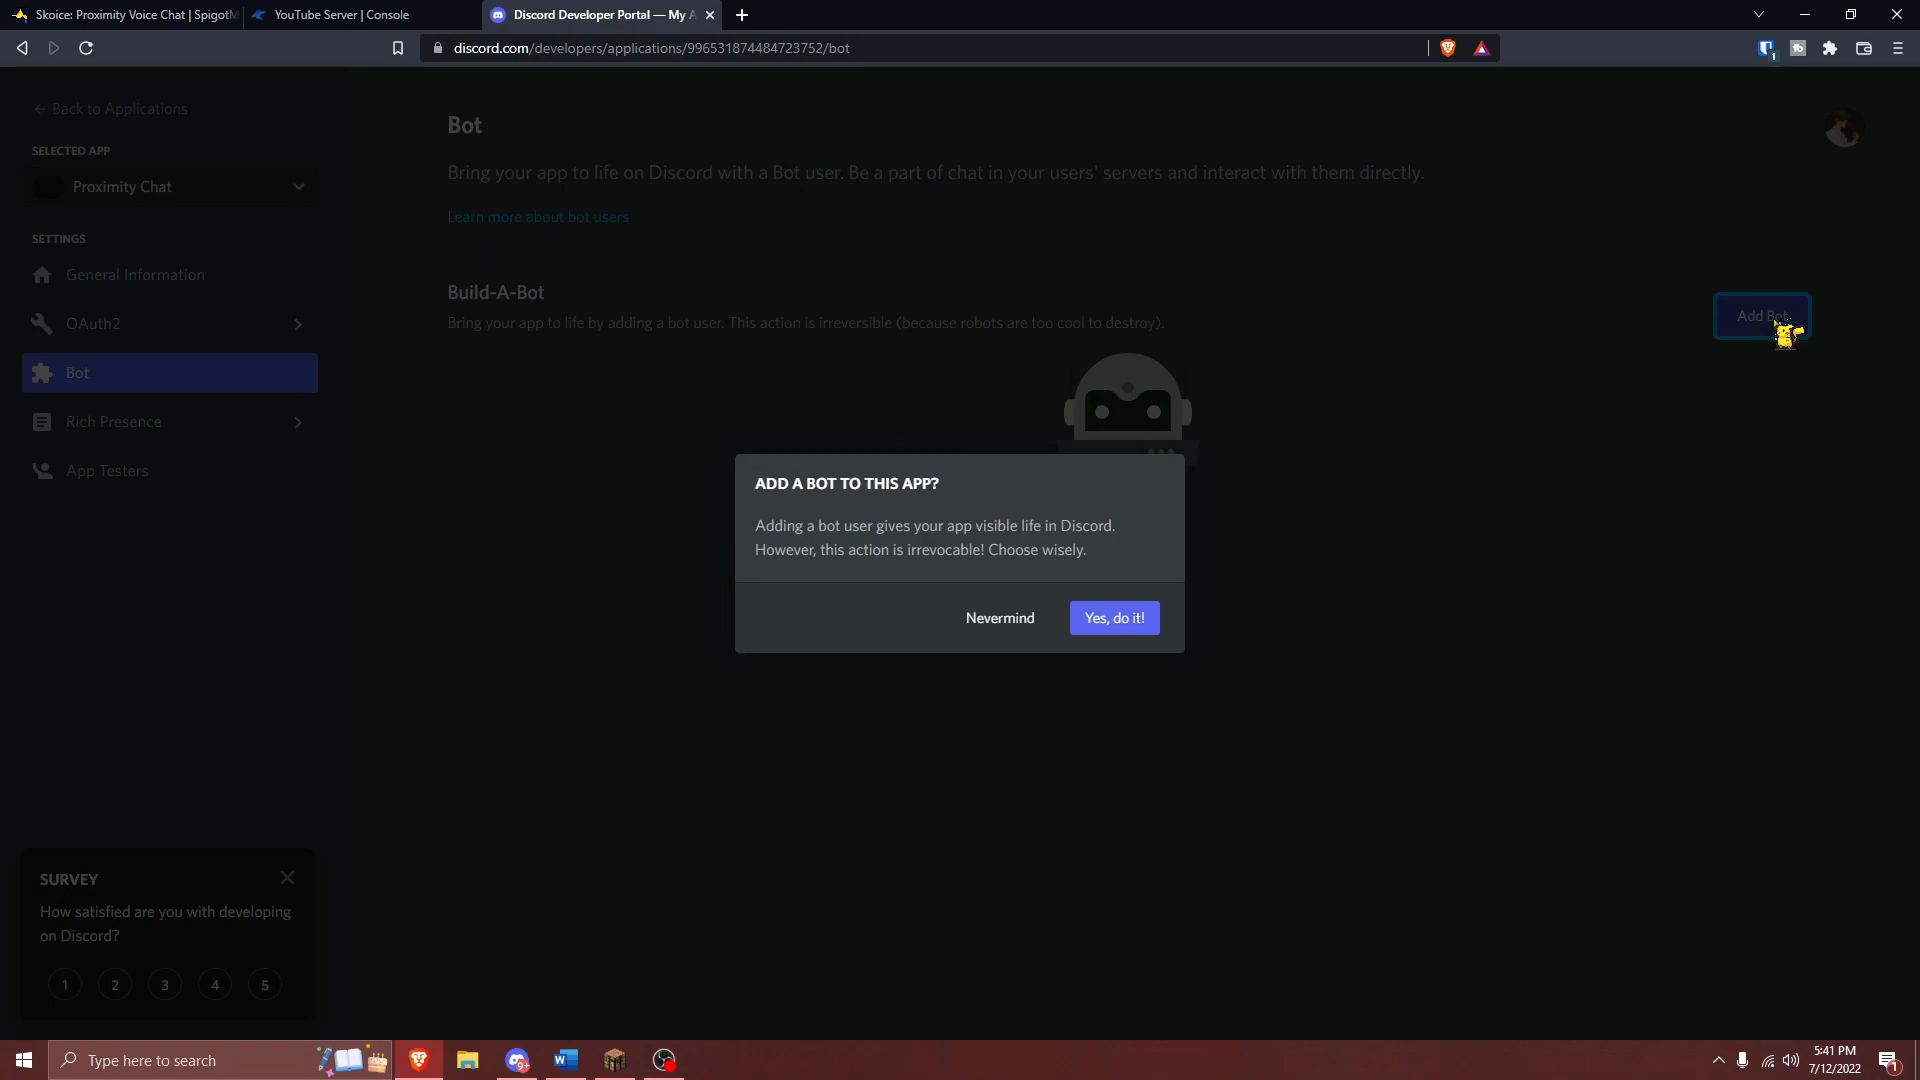 Skoice: Proximity Voice Chat | SpigotM
YouTube Server | Console
Discord Developer Portal — My A
discord.com/developers/applications/996531874484723752/bot
1
Back to Applications
SELECTED APP
Proximity Chat
SETTINGS
General Information
OAuth2
Bot
Rich Presence
App Testers
Bot
Bring your app to life on Discord with a Bot user. Be a part of chat in your users' servers and interact with them directly.
Learn more about bot users
Build-A-Bot
Bring your app to life by adding a bot user. This action is irreversible (because robots are too cool to destroy).
Add Bot
ADD A BOT TO THIS APP?
Adding a bot user gives your app visible life in Discord.
However, this action is irrevocable! Choose wisely.
Nevermind
Yes, do it!
SURVEY
How satisfied are you with developing
on Discord?
1 2 3 4 5
Type here to search
9+
W
5:41 PM
7/12/2022
1